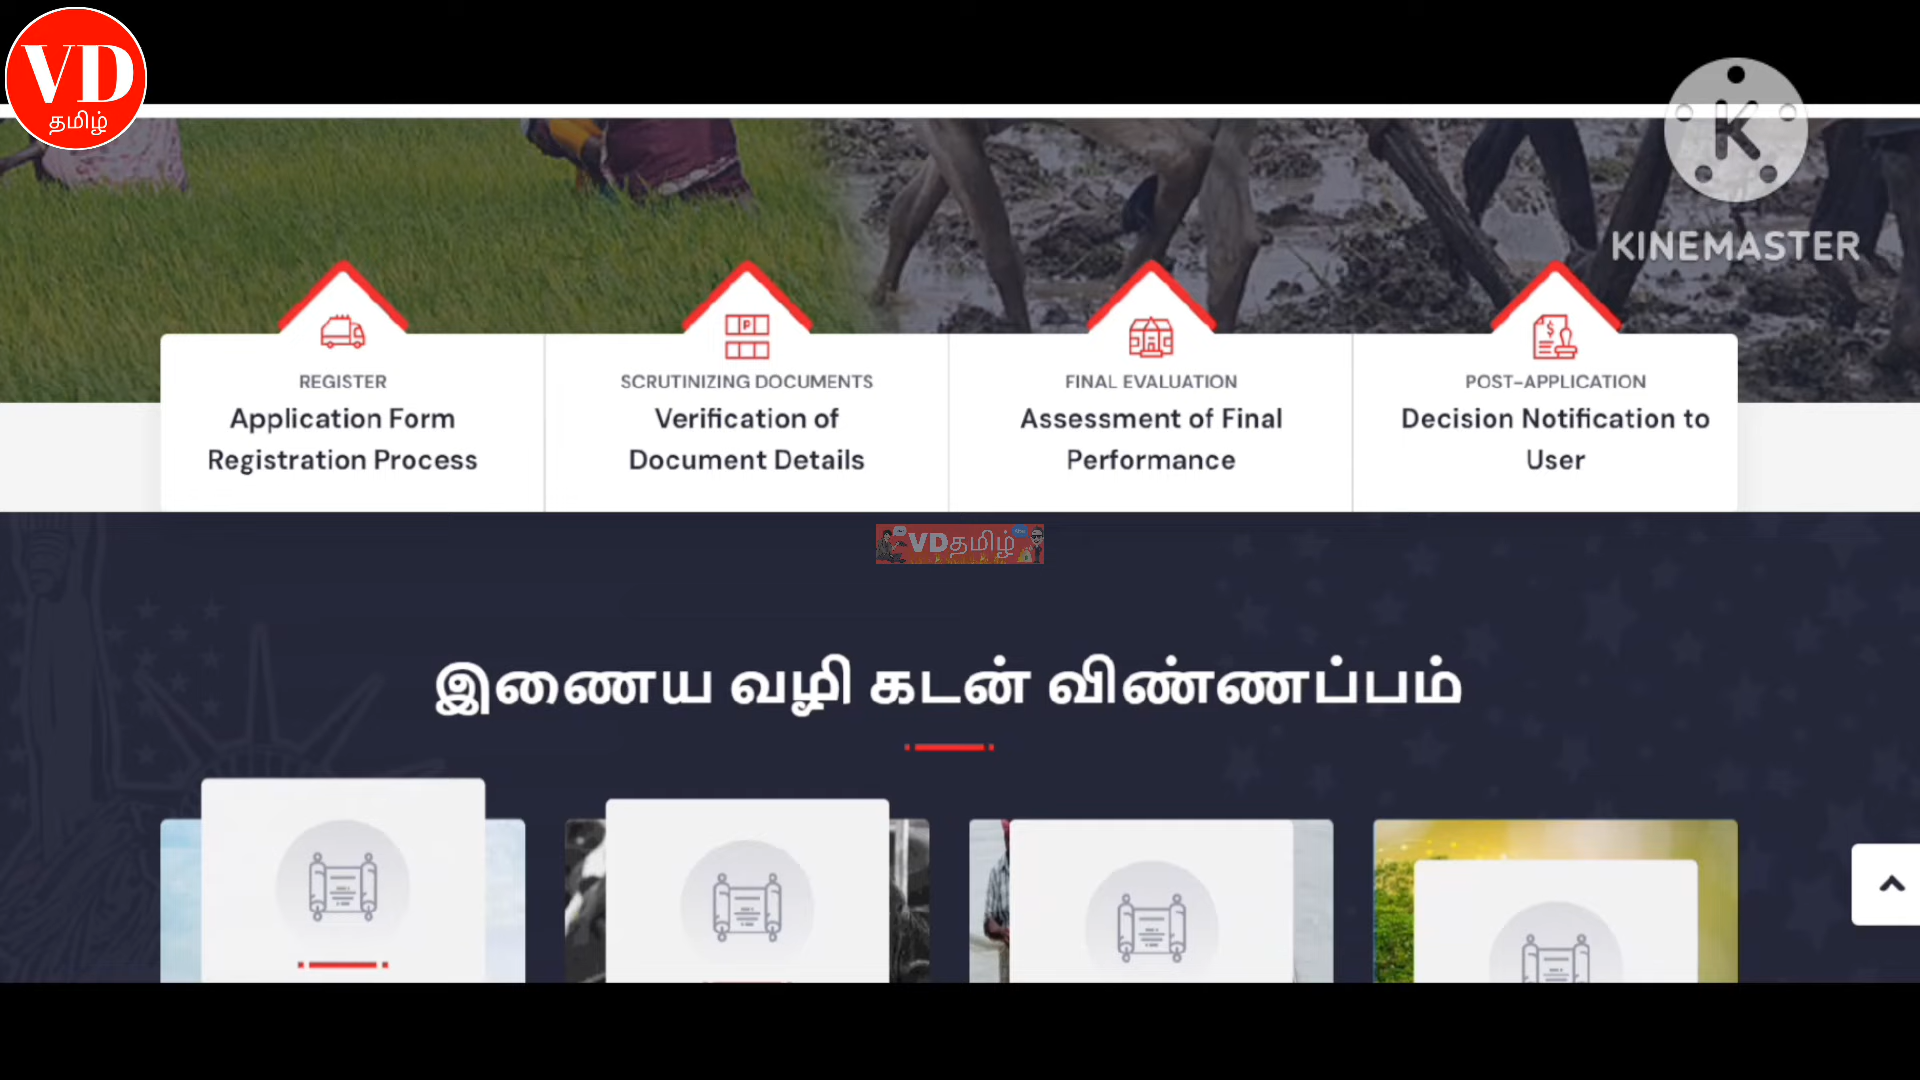 VD
தமிழ்
K
KINEMASTER
REGISTER
Application Form
Registration Process
SCRUTINIZING DOCUMENTS
Verification of
Document Details
FINAL EVALUATION
Assessment of Final
Performance
POST-APPLICATION
Decision Notification to
User
VDதமிழ்
இணைய வழி கடன் விண்ணப்பம்